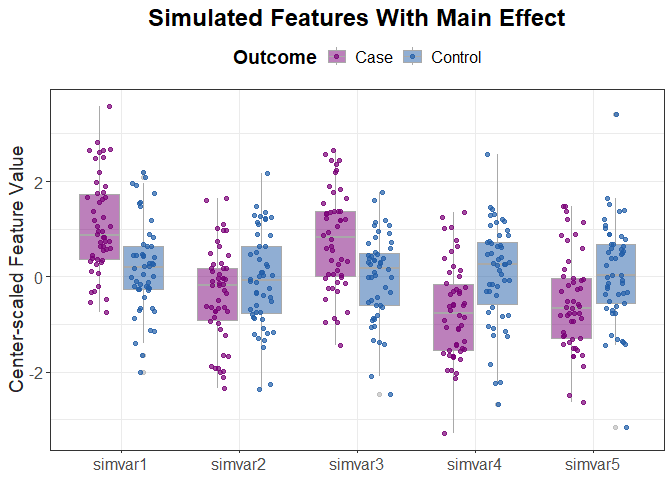 Simulated Features With Main Effect
Outcome Case Control
Center-scaled Feature Value
2
0
-2
simvar1 simvar2 simvar3 simvar4 simvar5